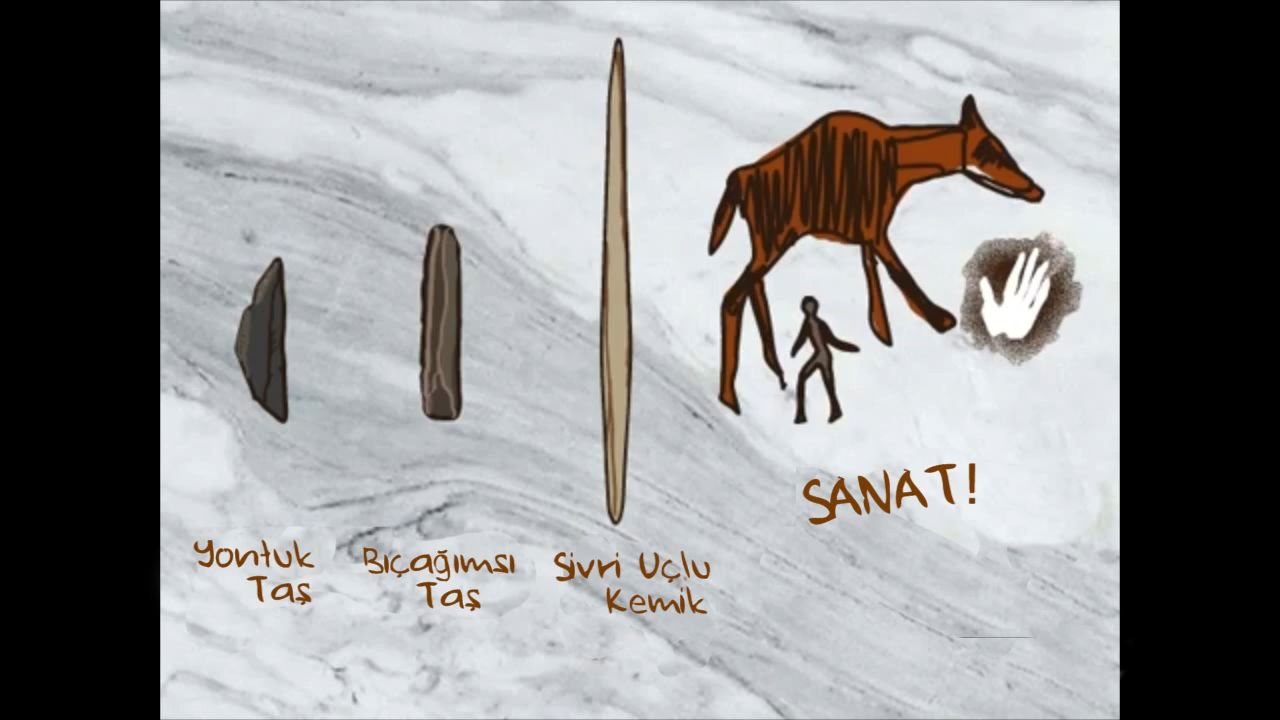 Yontuk
Taş
Bıçağımsı
Taş
Sivri Uçlu
Kemik
SANAT!